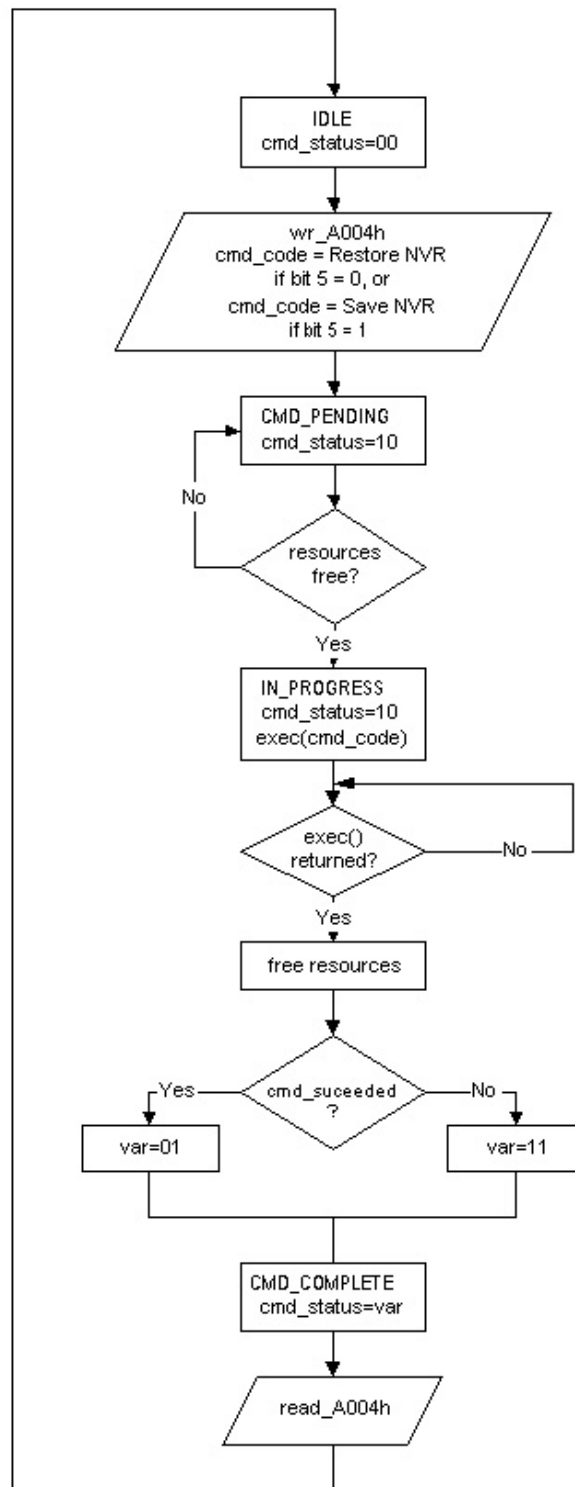 IDLE
cmd_status=00
wr_A004h
cmd_code = Restore NVR
if bit 5 = 0, or
cmd_code = Save NVR
if bit 5 = 1
CMD_PENDING
cmd_status=10
No
resources
free?
Yes
IN_PROGRESS
cmd_status=10
exec(cmd_code)
exec()
returned?
No
Yes
free resources
Yes
cmd_suceeded
?
No
var=01
var=11
CMD_COMPLETE
cmd_status=var
read_A004h